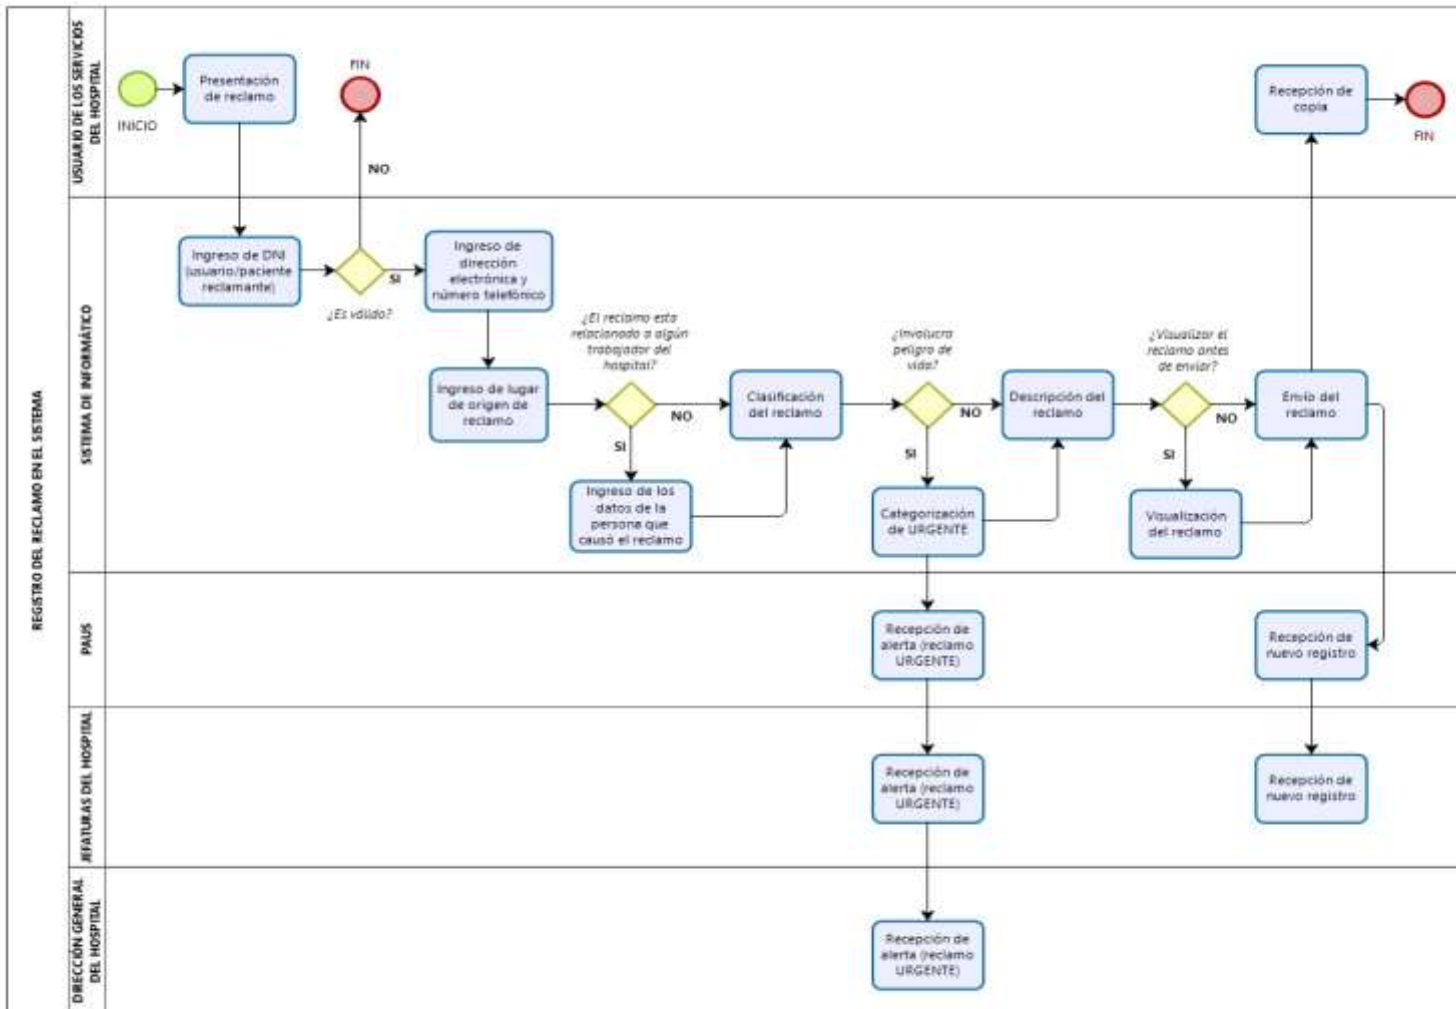 REGISTRO DEL RECLAMO EN EL SISTEMA
USUARIO DE LOS SERVICIOS
DEL HOSPITAL
INICIO
Presentación
de reclamo
FIN
NO
Recepción de
copia
FIN
SISTEMA DE INFORMÁTICO
Ingreso de DNI
(usuario/paciente
reclamante)
¿Es válido?
SI
Ingreso de
dirección
electrónica y
número telefónico
Ingreso de lugar
de origen de
reclamo
¿El reclamo esta
relacionado a algún
trabajador del
hospital?
NO
SI
Ingreso de los
datos de la
persona que
causó el reclamo
Clasificación
del reclamo
¿Involucra
peligro de
vida?
NO
SI
Categorización
de URGENTE
Descripción del
reclamo
¿Visualizar el
reclamo antes
de enviar?
NO
SI
Visualización
del reclamo
Envío del
reclamo
PAUS
Recepción de
alerta (reclamo
URGENTE)
Recepción de
nuevo registro
JEFATURAS DEL HOSPITAL
Recepción de
alerta (reclamo
URGENTE)
Recepción de
nuevo registro
DIRECCIÓN GENERAL
DEL HOSPITAL
Recepción de
alerta (reclamo
URGENTE)